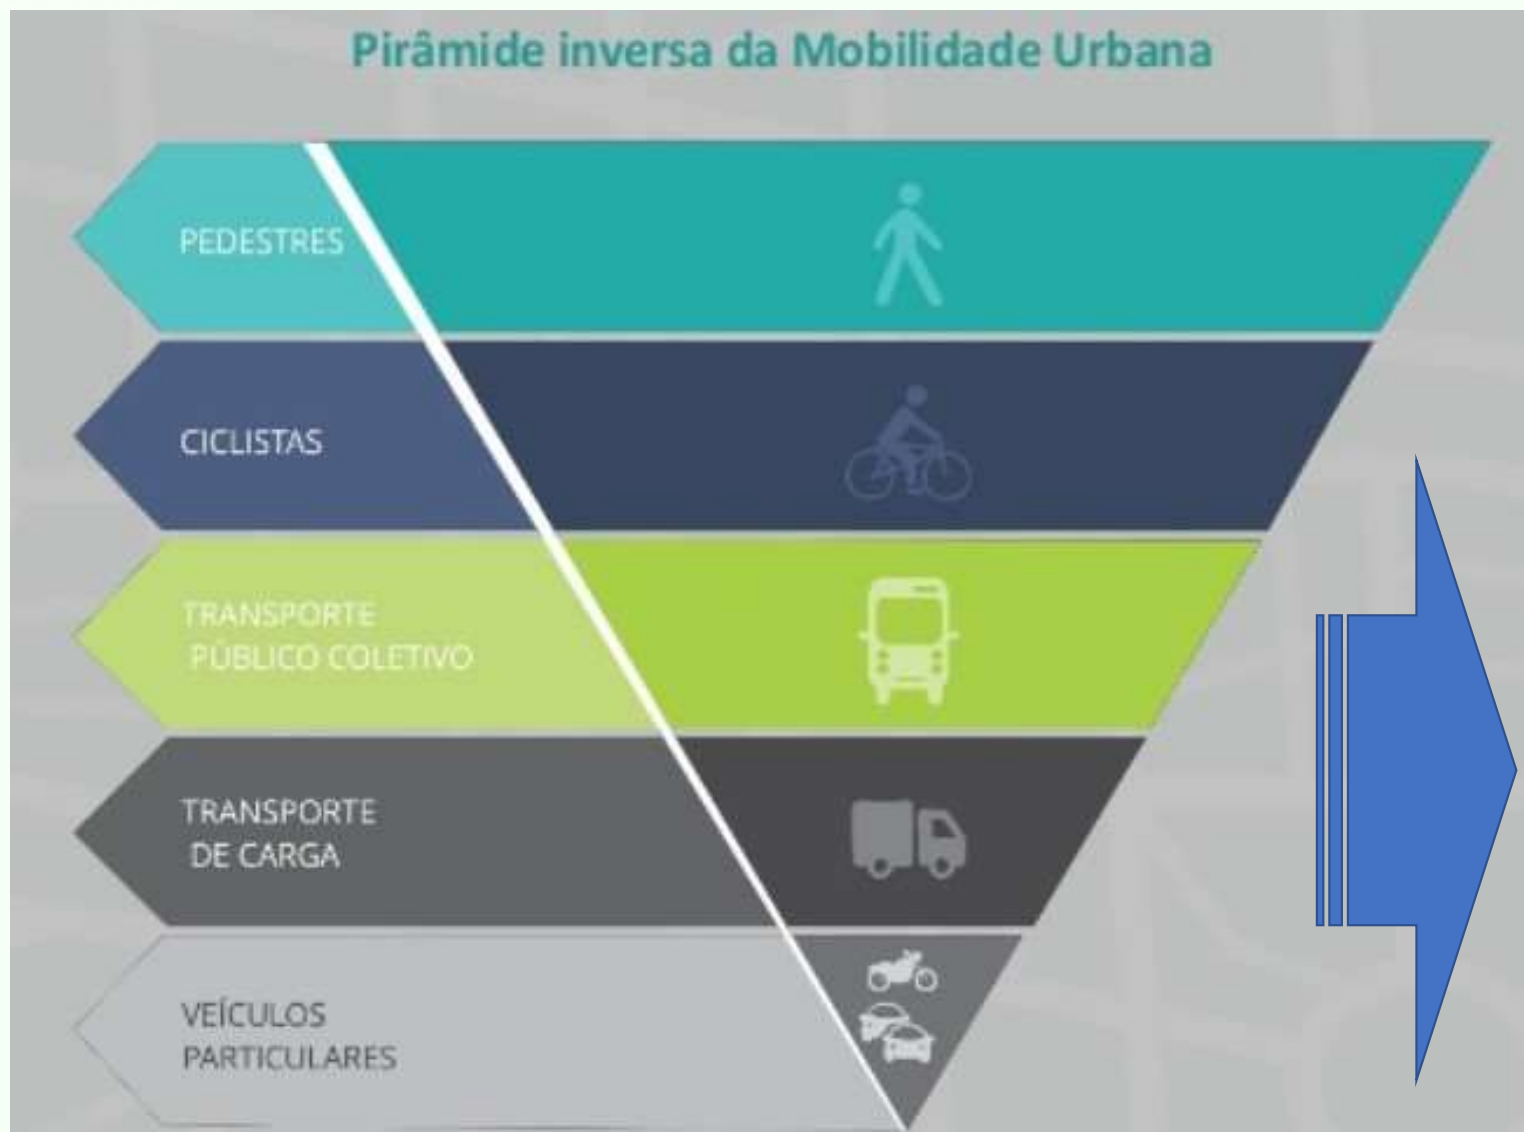 Pirâmide inversa da Mobilidade Urbana
PEDESTRES
CICLISTAS
TRANSPORTE
PÚBLICO COLETIVO
TRANSPORTE
DE CARGA
VEÍCULOS
PARTICULARES